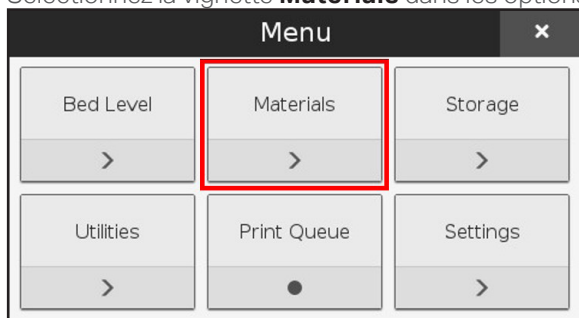 Sélectionnez la vignette Materials dans les options
Menu ×
Bed Level Materials Storage
> > >
Utilities Print Queue Settings
> ● >